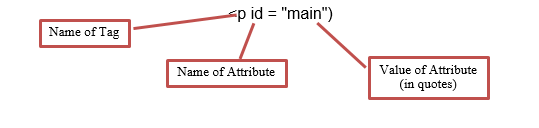 <p id = "main")
Name of Tag
Name of Attribute
Value of Attribute
(in quotes)